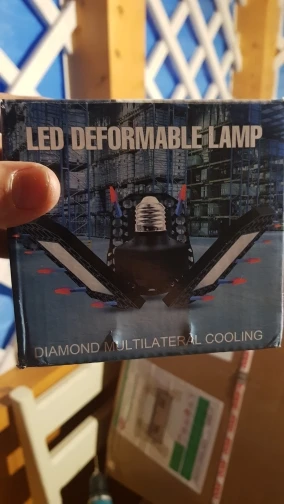 LED DEFORMABLE LAMP
DIAMOND MULTILATERAL COOLING